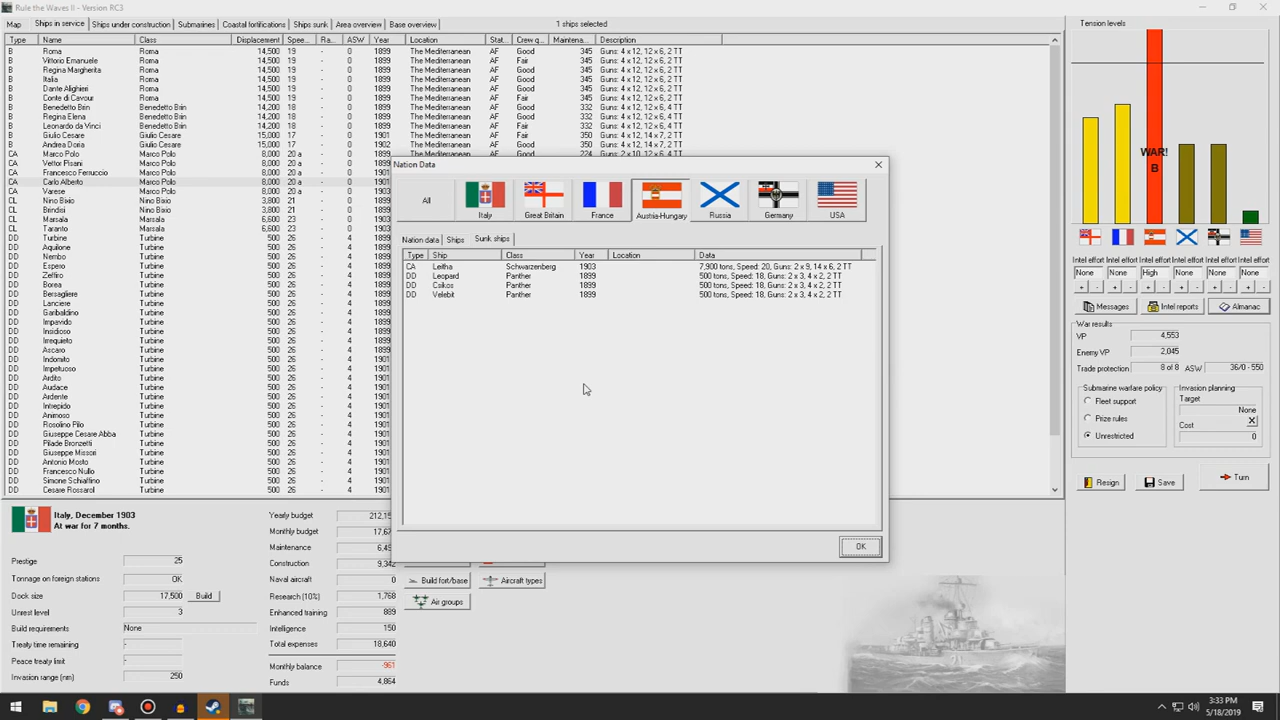 Rule the Waves II - Version RC3
Map Ships in service Ships under construction Submarines Coastal fortifications Ships sunk Area overview Base overview 1 ships selected
Type Name Class Displacement Spee... Ra... ASW Year Location Stat... Crew q... Maintena... Description
B Roma Roma 14,500 19 - 0 1899 The Mediterranean AF Good 345 Guns: 4 x 12, 12 x 6, 2 TT
B Vittorio Emanuele Roma 14,500 19 - 0 1899 The Mediterranean AF Fair 345 Guns: 4 x 12, 12 x 6, 2 TT
B Regina Margherita Roma 14,500 19 - 0 1899 The Mediterranean AF Good 345 Guns: 4 x 12, 12 x 6, 2 TT
B Italia Roma 14,500 19 - 0 1899 The Mediterranean AF Good 345 Guns: 4 x 12, 12 x 6, 2 TT
B Dante Alighieri Roma 14,500 19 - 0 1899 The Mediterranean AF Good 345 Guns: 4 x 12, 12 x 6, 2 TT
B Conte di Cavour Roma 14,500 19 - 0 1899 The Mediterranean AF Fair 345 Guns: 4 x 12, 12 x 6, 2 TT
B Benedetto Brin Benedetto Brin 14,200 18 - 0 1899 The Mediterranean AF Good 332 Guns: 4 x 12, 12 x 6, 2 TT
B Regina Elena Benedetto Brin 14,200 18 - 0 1899 The Mediterranean AF Good 332 Guns: 4 x 12, 12 x 6, 2 TT
B Leonardo da Vinci Benedetto Brin 14,200 18 - 0 1899 The Mediterranean AF Good 332 Guns: 4 x 12, 12 x 6, 2 TT
B Giulio Cesare Giulio Cesare 15,000 17 - 0 1901 The Mediterranean AF Fair 350 Guns: 4 x 12, 14 x 6, 2 TT
B Andrea Doria Giulio Cesare 15,000 17 - 0 1902 The Mediterranean AF Good 350 Guns: 4 x 12, 14 x 6, 2 TT
CA Marco Polo Marco Polo 8,000 20 a - 0 1899 The Mediterranean AF Good 224 Guns: 2 x 10, 12 x 6, 2 TT
CA Vettor Pisani Marco Polo 8,000 20 a - 0 1899
CA Francesco Ferruccio Marco Polo 8,000 20 a - 0 1899
CA Carlo Alberto Marco Polo 8,000 20 a - 0 1901
CA Varese Marco Polo 8,000 20 a - 0 1903
CL Nino Bixio Nino Bixio 3,800 21 - 0 1899
CL Brindisi Nino Bixio 3,800 21 - 0 1899
CL Marsala Marsala 6,600 23 - 0 1903
CL Taranto Marsala 6,600 23 - 0 1903
DD Turbine Turbine 500 26 - 4 1899
DD Aquilone Turbine 500 26 - 4 1899
DD Nembo Turbine 500 26 - 4 1899
DD Espero Turbine 500 26 - 4 1899
DD Zeffiro Turbine 500 26 - 4 1899
DD Borea Turbine 500 26 - 4 1899
DD Bersagliere Turbine 500 26 - 4 1899
DD Lanciere Turbine 500 26 - 4 1899
DD Garibaldino Turbine 500 26 - 4 1899
DD Impavido Turbine 500 26 - 4 1899
DD Insidioso Turbine 500 26 - 4 1899
DD Irrequieto Turbine 500 26 - 4 1899
DD Ascaro Turbine 500 26 - 4 1899
DD Indomito Turbine 500 26 - 4 1901
DD Impetuoso Turbine 500 26 - 4 1901
DD Ardito Turbine 500 26 - 4 1901
DD Audace Turbine 500 26 - 4 1901
DD Ardente Turbine 500 26 - 4 1901
DD Intrepido Turbine 500 26 - 4 1901
DD Animoso Turbine 500 26 - 4 1901
DD Rosolino Pilo Turbine 500 26 - 4 1901
DD Giuseppe Cesare Abba Turbine 500 26 - 4 1901
DD Pilade Bronzetti Turbine 500 26 - 4 1901
DD Giuseppe Missori Turbine 500 26 - 4 1901
DD Antonio Mosto Turbine 500 26 - 4 1901
DD Francesco Nullo Turbine 500 26 - 4 1901
DD Simone Schiaffino Turbine 500 26 - 4 1901
DD Cesare Rossarol Turbine 500 26 - 4 1901
Nation Data
All Italy Great Britain France Austria-Hungary Russia Germany USA
Nation data Ships Sunk ships
Type Ship Class Year Location Data
CA Leitha Schwarzenberg 1903 7,900 tons, Speed: 20, Guns: 2 x 9, 14 x 6, 2 TT
DD Leopard Panther 1899 500 tons, Speed: 18, Guns: 2 x 3, 4 x 2, 2 TT
DD Csikos Panther 1899 500 tons, Speed: 18, Guns: 2 x 3, 4 x 2, 2 TT
DD Velebit Panther 1899 500 tons, Speed: 18, Guns: 2 x 3, 4 x 2, 2 TT
OK
Tension levels
WAR!
B
Intel effort Intel effort Intel effort Intel effort Intel effort Intel effort
None None High None None None
+ - + - + - + - + - + -
Messages Intel reports Almanac
War results
VP 4,553
Enemy VP 2,045
Trade protection 8 of 8 ASW 36/0 - 550
Submarine warfare policy
Fleet support
Prize rules
Unrestricted
Invasion planning
Target
None
Cost X
0
Resign Save Turn
Italy, December 1903
At war for 7 months.
Prestige 25
Tonnage on foreign stations OK
Dock size 17,500 Build
Unrest level 3
Build requirements None
Treaty time remaining -
Peace treaty limit -
Invasion range (nm) 250
Yearly budget 212,15
Monthly budget 17,67
Maintenance 6,49
Construction 9,342
Naval aircraft 0
Research (10%) 1,768
Enhanced training 889
Intelligence 150
Total expenses 18,640
Monthly balance -961
Funds 4,864
Build fort/base Aircraft types
Air groups
3:33 PM
5/18/2019